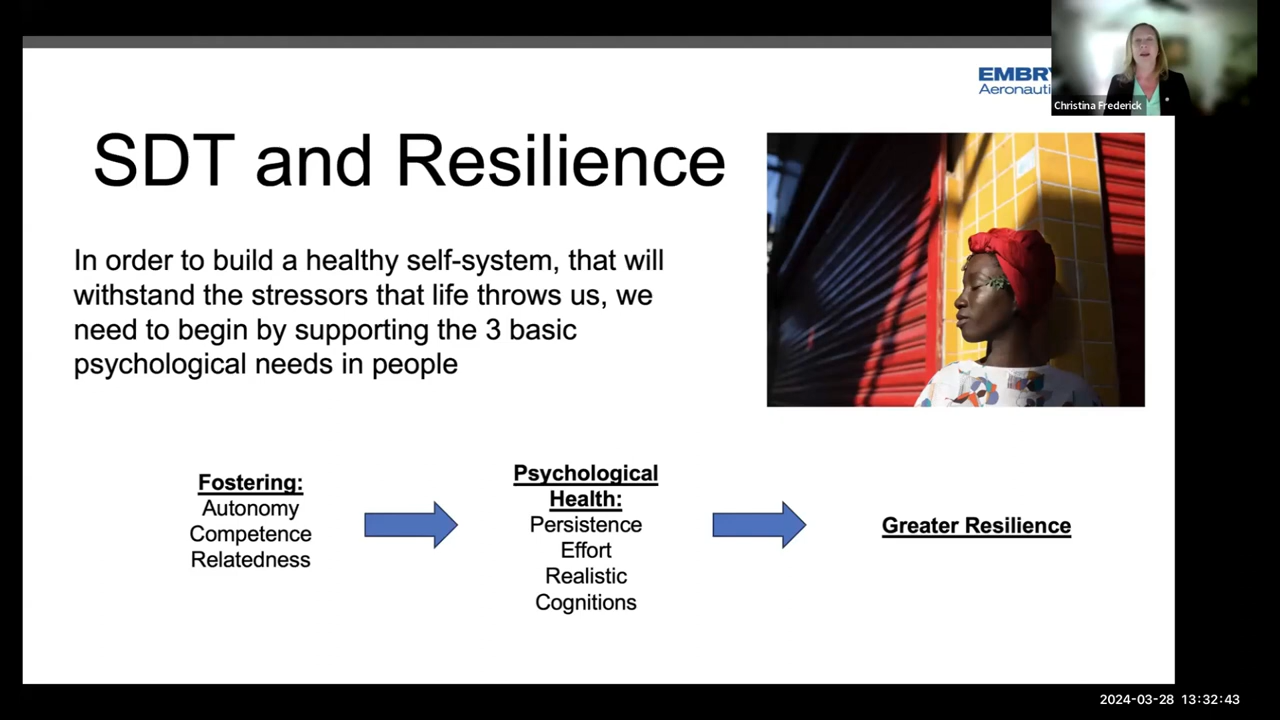 EMBRY
Aeronauti
Christina Frederick
SDT and Resilience
In order to build a healthy self-system, that will
withstand the stressors that life throws us, we
need to begin by supporting the 3 basic
psychological needs in people
Fostering:
Autonomy
Competence
Relatedness
Psychological
Health:
Persistence
Effort
Realistic
Cognitions
Greater Resilience
2024-03-28 13:32:43